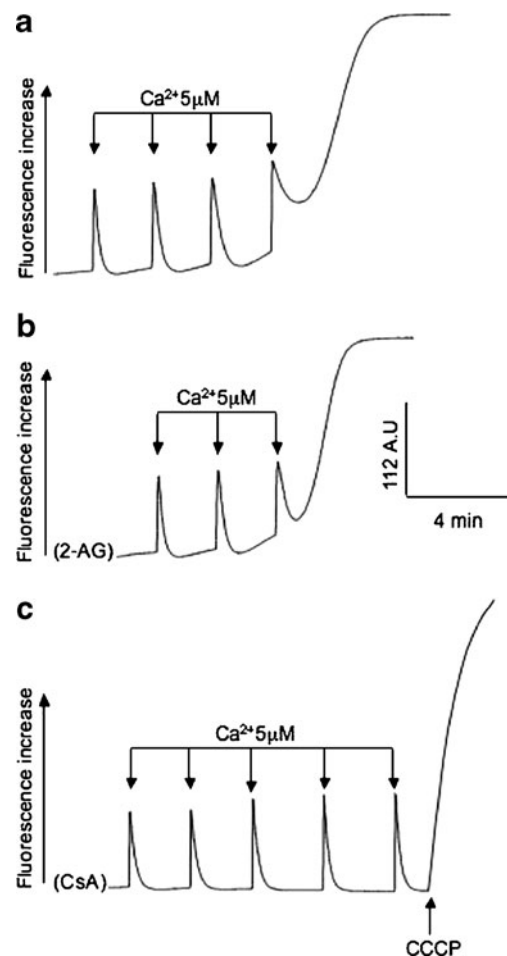 a
Fluorescence increase
Ca²⁺5μM
b
Fluorescence increase
Ca²⁺5μM
(2-AG)
112 A.U
4 min
c
Fluorescence increase
Ca²⁺5μM
(CsA)
CCCP